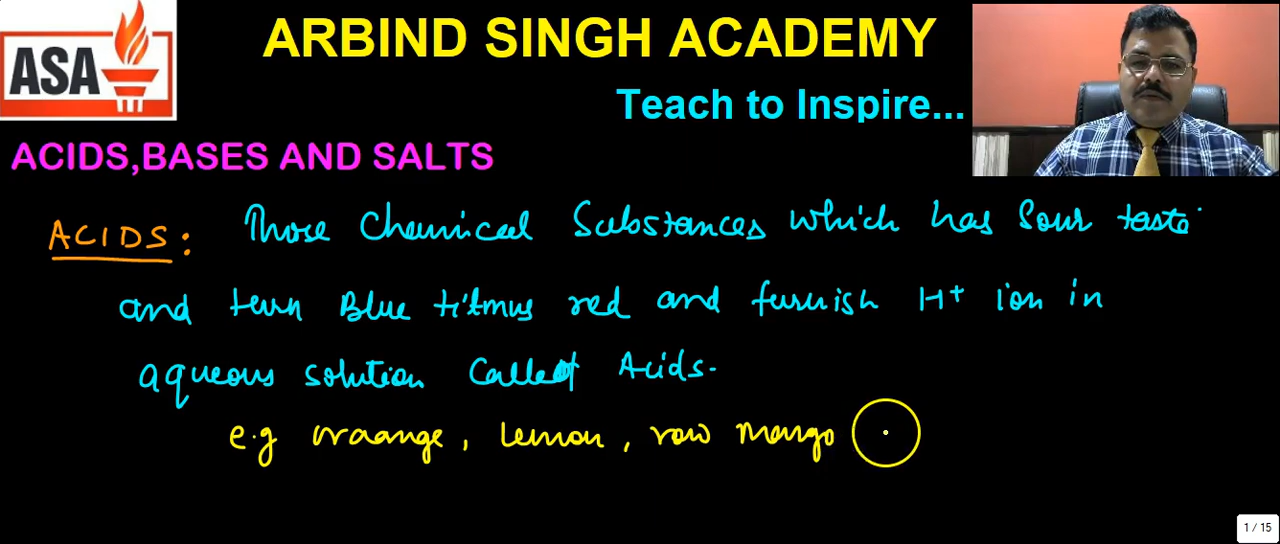 ASA
ARBIND SINGH ACADEMY
Teach to Inspire...
ACIDS,BASES AND SALTS
ACIDS: Those Chemical Substances which has Sour taste
and turn Blue litmus red and furnish H+ ion in
aqueous solution Called Acids.
e.g oraange, lemon, raw mango
1 / 15